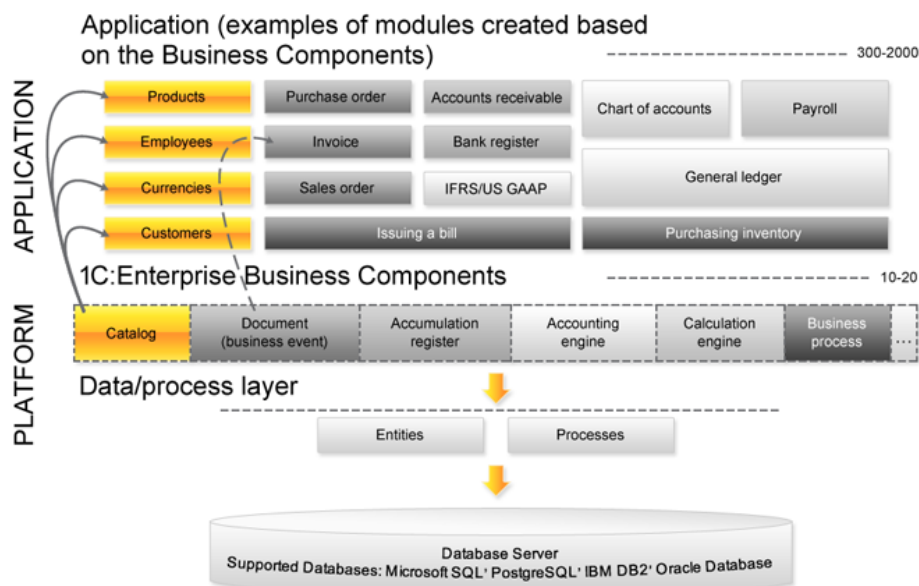 Application (examples of modules created based
on the Business Components)
300-2000
APPLICATION
Products
Purchase order
Accounts receivable
Chart of accounts
Payroll
Employees
Invoice
Bank register
Currencies
Sales order
IFRS/US GAAP
General ledger
Customers
Issuing a bill
Purchasing inventory
1C:Enterprise Business Components
10-20
PLATFORM
Catalog
Document
(business event)
Accumulation
register
Accounting
engine
Calculation
engine
Business
process
...
Data/process layer
Entities
Processes
Database Server
Supported Databases: Microsoft SQL' PostgreSQL' IBM DB2' Oracle Database